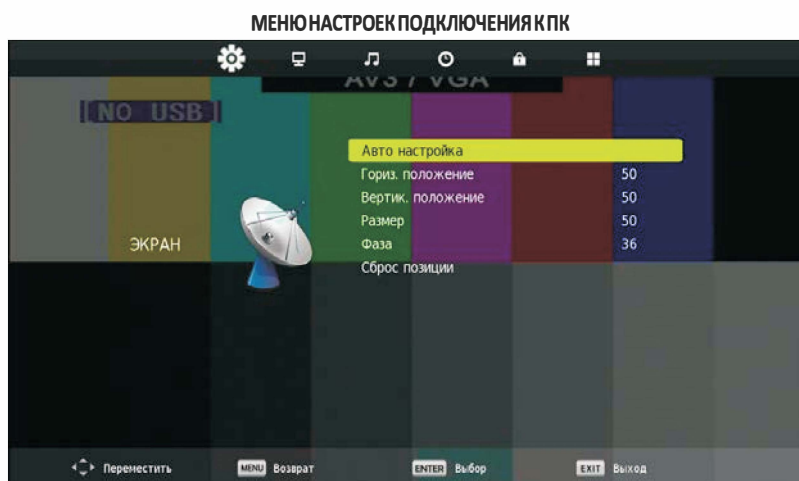 МЕНЮ НАСТРОЕК ПОДКЛЮЧЕНИЯ К ПК
AV3 / VGA
NO USB
Авто настройка
Гориз. положение 50
Вертик. положение 50
Размер 50
ЭКРАН
Фаза 36
Сброс позиции
Переместить MENU Возврат ENTER Выбор EXIT Выход